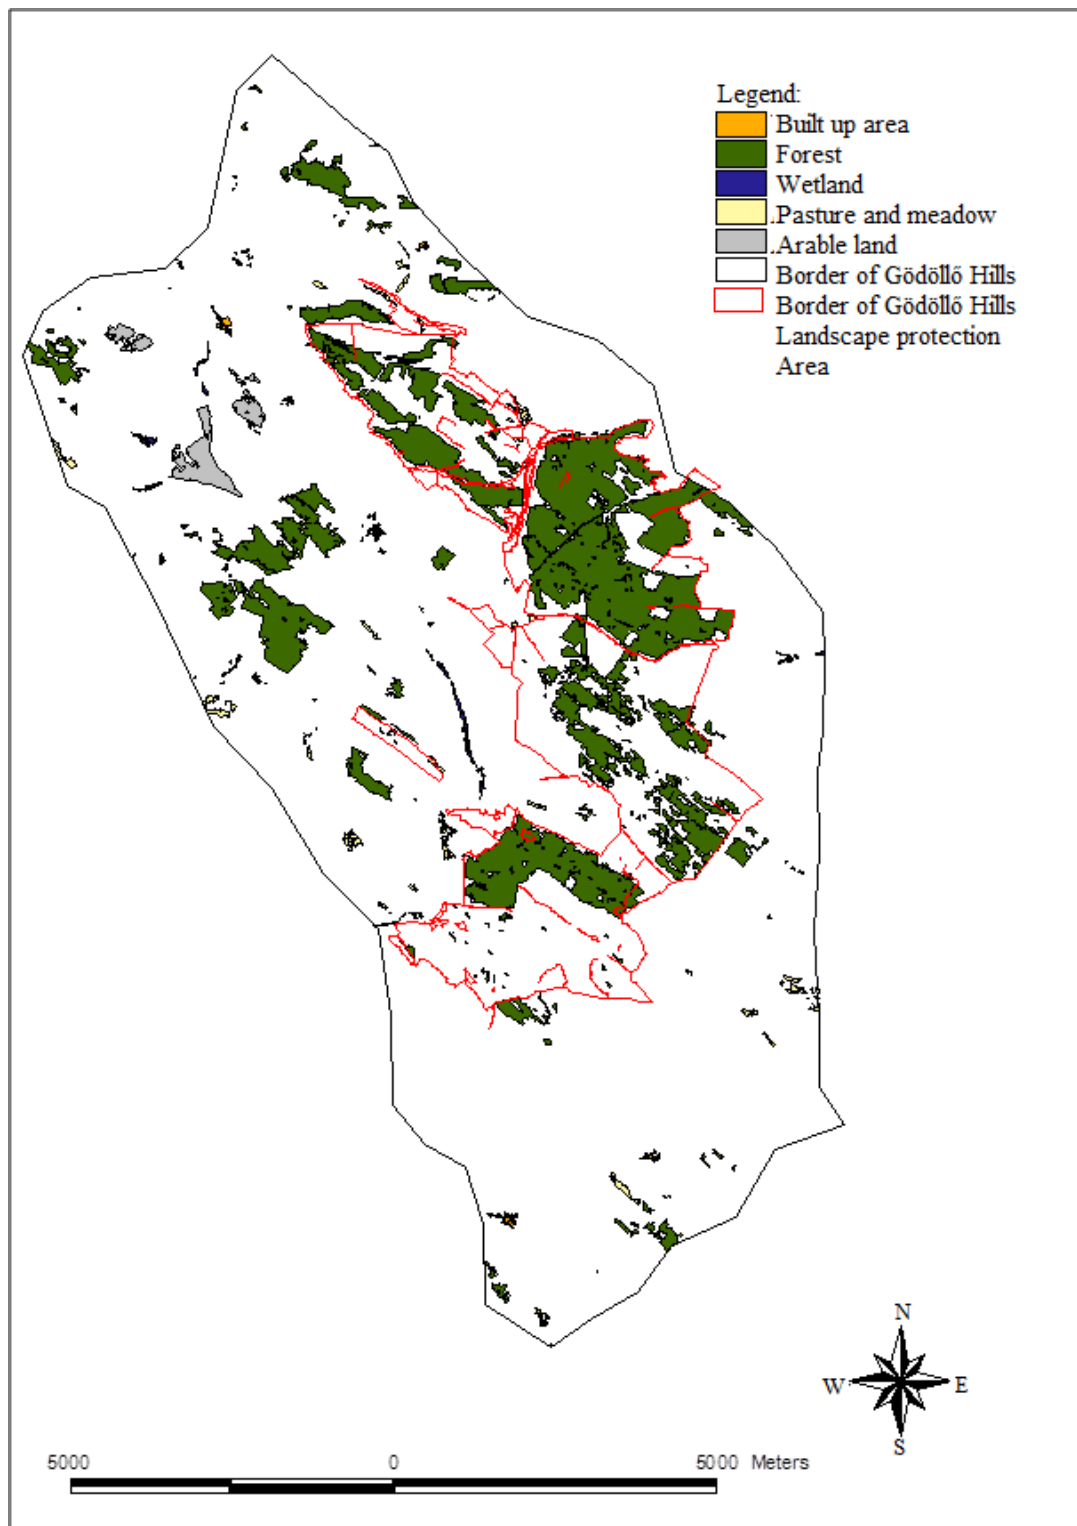 Legend:
Built up area
Forest
Wetland
.Pasture and meadow
.Arable land
Border of Gödöllő Hills
Border of Gödöllő Hills
Landscape protection
Area
N
W E
S
5000 0 5000 Meters